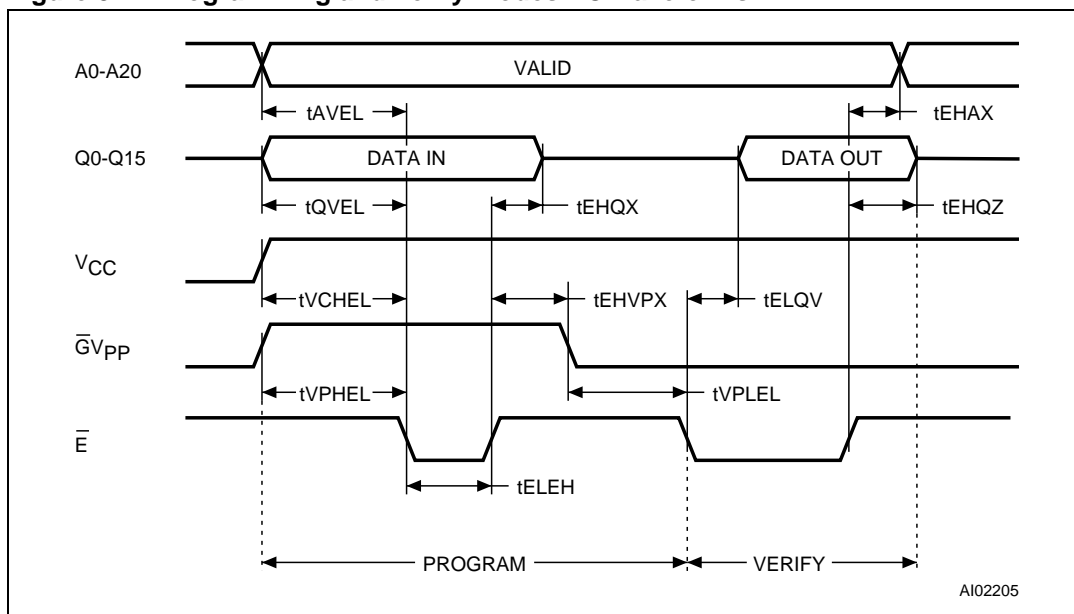 A0-A20
VALID
tAVEL
tEHAX
Q0-Q15
DATA IN
DATA OUT
tQVEL
tEHQX
tEHQZ
VCC
tVCHEL
tEHVPX
tELQV
G̅VPP
tVPHEL
tVPLEL
E̅
tELEH
PROGRAM
VERIFY
AI02205